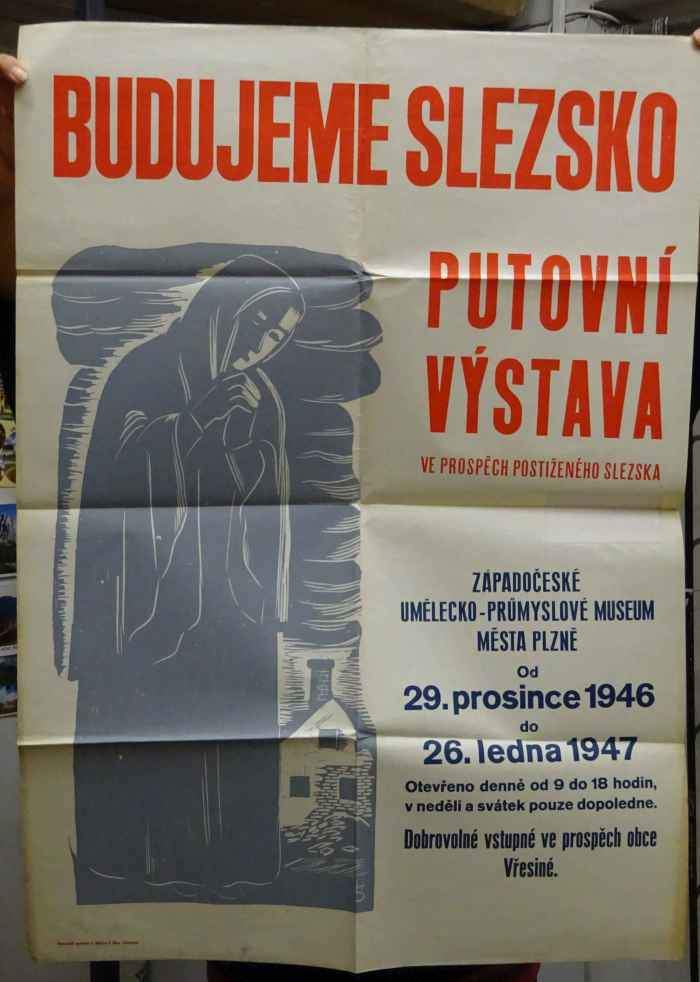 BUDUJEME SLEZSKO
PUTOVNÍ
VÝSTAVA
VE PROSPĚCH POSTIŽENÉHO SLEZSKA
ZÁPADOČESKÉ
UMĚLECKO-PRŮMYSLOVÉ MUSEUM
MĚSTA PLZNĚ
Od
29. prosince 1946
do
26. ledna 1947
Otevřeno denně od 9 do 18 hodin,
v neděli a svátek pouze dopoledne.
Dobrovolné vstupné ve prospěch obce
Vřesiné.